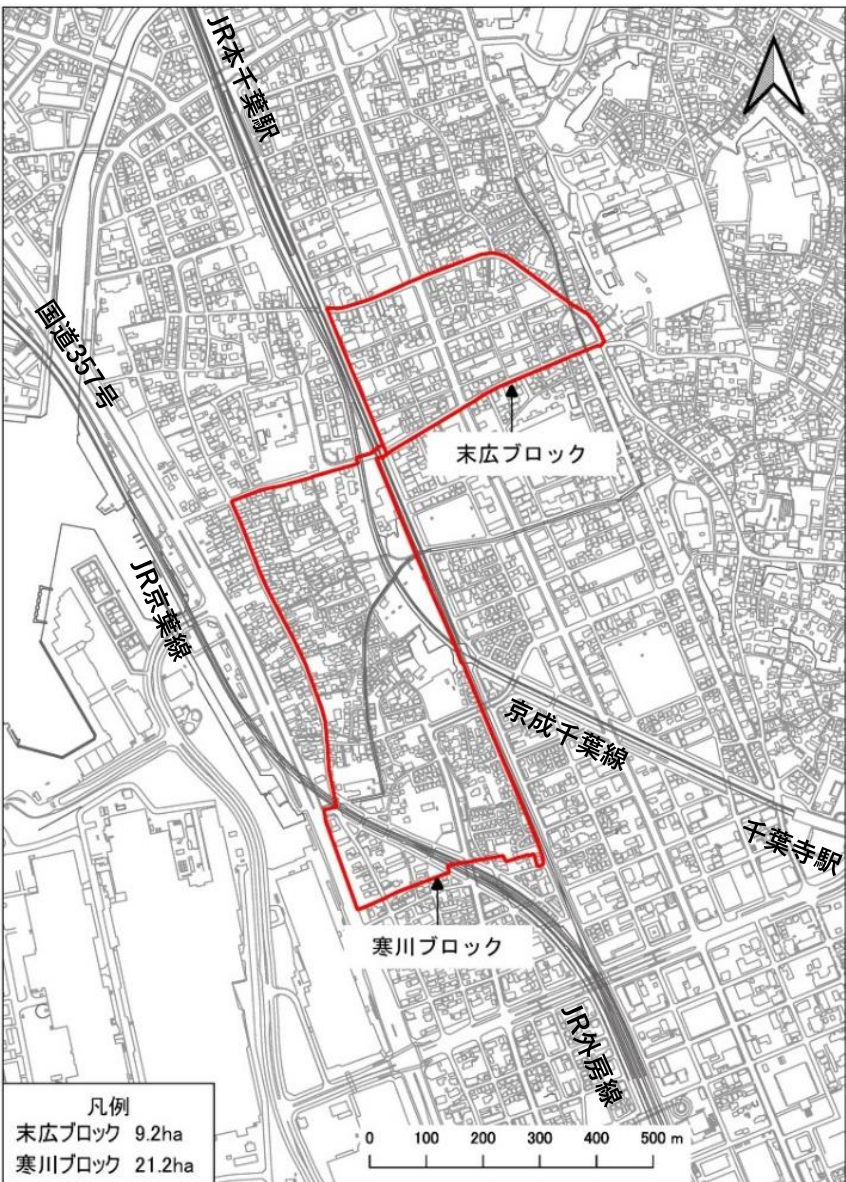 JR本千葉駅
国道357号
末広ブロック
JR京葉線
京成千葉線
千葉寺駅
寒川ブロック
JR外房線
凡例
末広ブロック 9.2ha
寒川ブロック 21.2ha
0 100 200 300 400 500 m